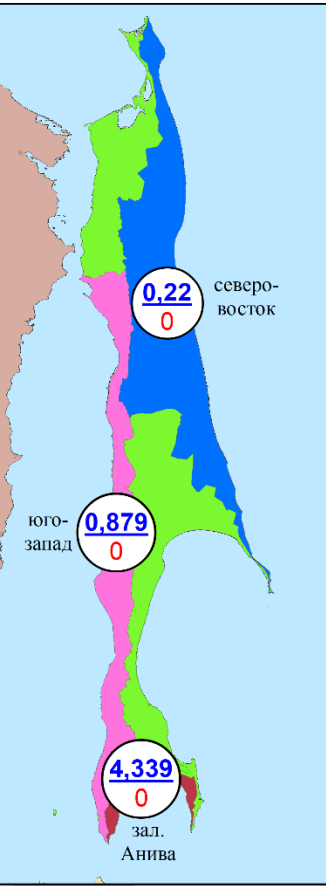 0,22
0
северо-
восток
юго-
запад
0,879
0
4,339
0
зал.
Анива